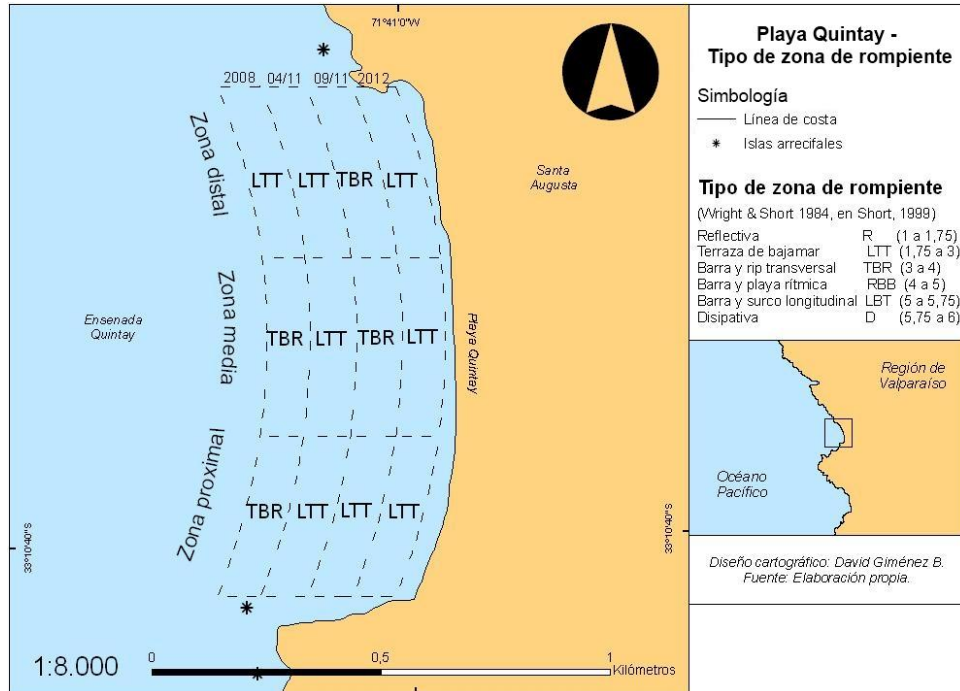 71°41'0"W
2008 04/11 09/11 2012
Zona distal
LTT LTT TBR LTT
Santa
Augusta
Ensenada
Quintay
Zona media
TBR LTT TBR LTT
Playa Quintay
Zona proximal
TBR LTT LTT LTT
33°10'40"S
33°10'40"S
1:8.000
0 0,5 1
Kilómetros
Playa Quintay -
Tipo de zona de rompiente
Simbología
Línea de costa
Islas arrecifales
Tipo de zona de rompiente
(Wright & Short 1984, en Short, 1999)
Reflectiva R (1 a 1,75)
Terraza de bajamar LTT (1,75 a 3)
Barra y rip transversal TBR (3 a 4)
Barra y playa rítmica RBB (4 a 5)
Barra y surco longitudinal LBT (5 a 5,75)
Disipativa D (5,75 a 6)
Región de
Valparaíso
Océano
Pacífico
Diseño cartográfico: David Giménez B.
Fuente: Elaboración propia.